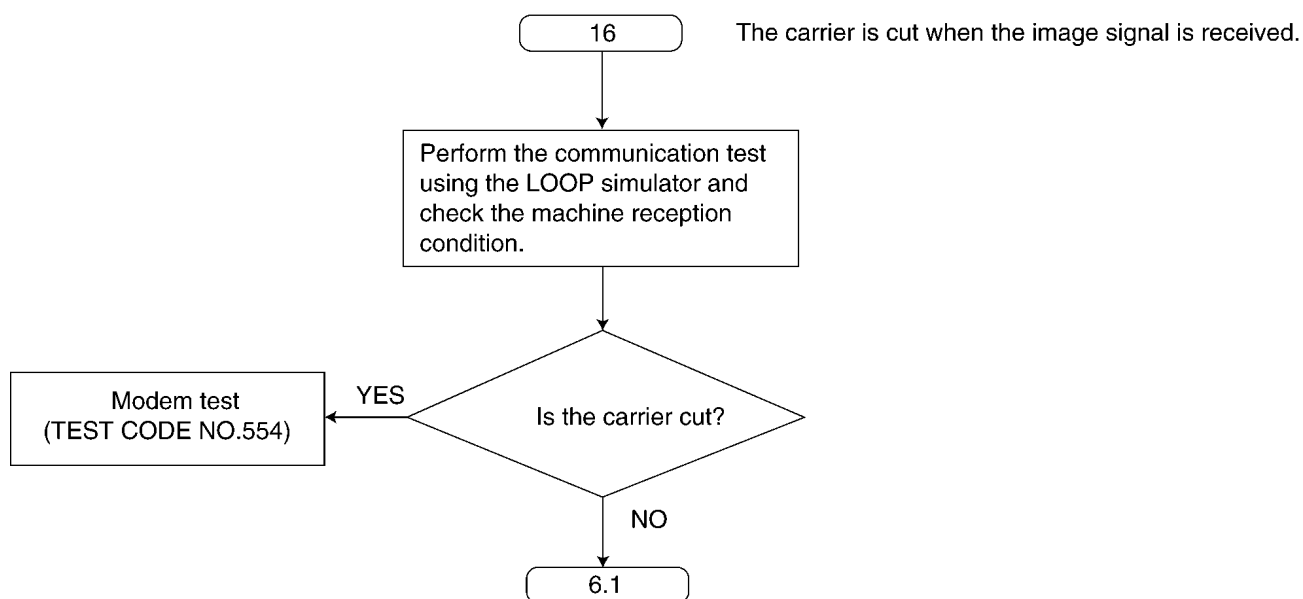 16
The carrier is cut when the image signal is received.
Perform the communication test
using the LOOP simulator and
check the machine reception
condition.
YES
Modem test
(TEST CODE NO.554)
Is the carrier cut?
NO
6.1